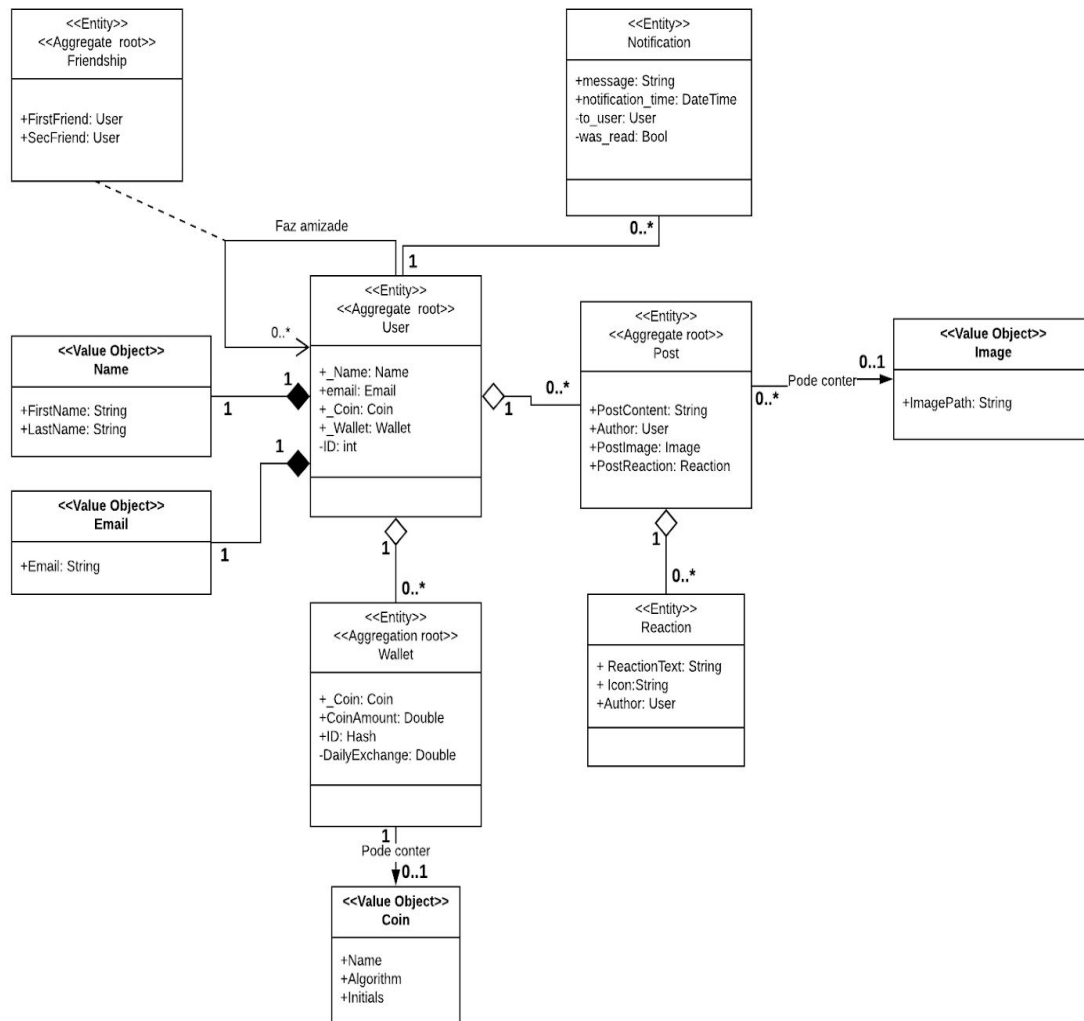 <<Entity>>
<<Aggregate root>>
Friendship
+FirstFriend: User
+SecFriend: User
<<Entity>>
Notification
+message: String
+notification_time: DateTime
-to_user: User
-was_read: Bool
0..*
Faz amizade
1
0..*
<<Entity>>
<<Aggregate root>>
User
+_Name: Name
+email: Email
+_Coin: Coin
+_Wallet: Wallet
-ID: int
<<Value Object>>
Name
+FirstName: String
+LastName: String
1
1
<<Value Object>>
Email
+Email: String
1
1
1
0..*
<<Entity>>
<<Aggregate root>>
Post
+PostContent: String
+Author: User
+PostImage: Image
+PostReaction: Reaction
Pode conter
0..*
0..1
<<Value Object>>
Image
+ImagePath: String
1
0..*
<<Entity>>
Reaction
+ ReactionText: String
+ Icon:String
+Author: User
1
0..*
<<Entity>>
<<Aggregation root>>
Wallet
+_Coin: Coin
+CoinAmount: Double
+ID: Hash
-DailyExchange: Double
1
Pode conter
0..1
<<Value Object>>
Coin
+Name
+Algorithm
+Initials